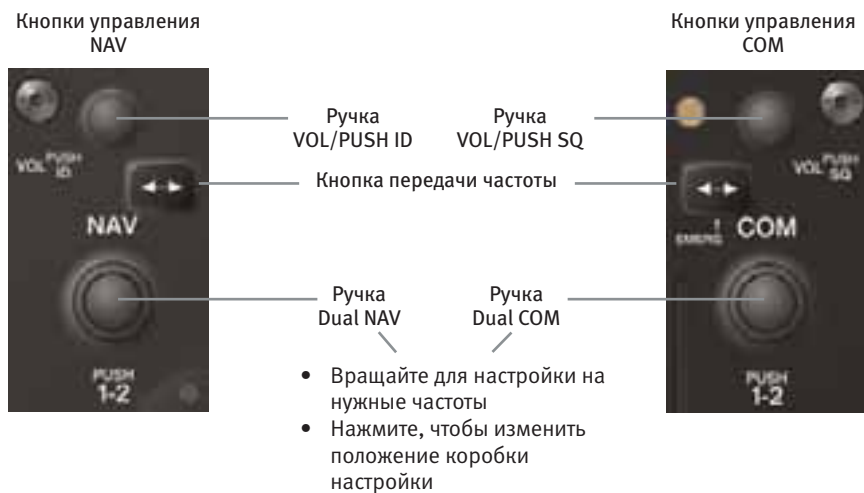 Кнопки управления
NAV
Кнопки управления
COM
VOL PUSH
ID
NAV
PUSH
1-2
Ручка
VOL/PUSH ID
Ручка
VOL/PUSH SQ
Кнопка передачи частоты
Ручка
Dual NAV
Ручка
Dual COM
• Вращайте для настройки на
нужные частоты
• Нажмите, чтобы изменить
положение коробки
настройки
VOL PUSH
SQ
EMERG
COM
PUSH
1-2